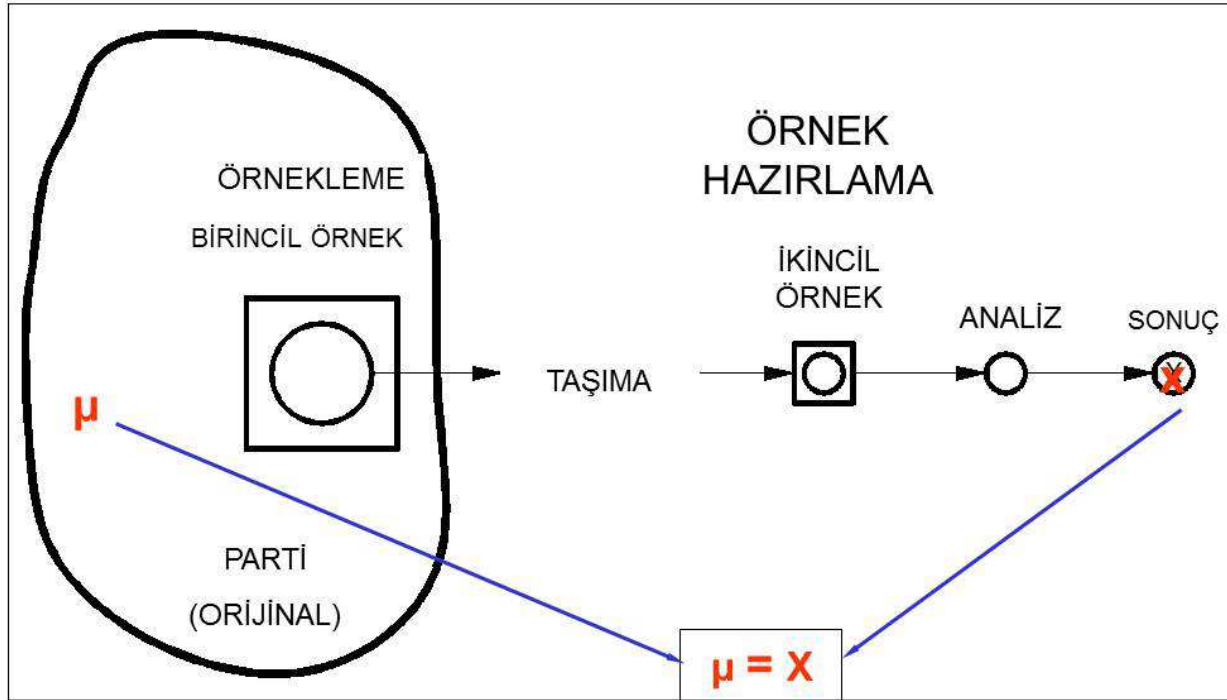 ÖRNEKLEME
BİRİNCİL ÖRNEK
ÖRNEK
HAZIRLAMA
İKİNCİL
ÖRNEK
ANALİZ
SONUÇ
TAŞIMA
X
μ
PARTİ
(ORİJİNAL)
μ = X